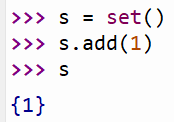 >>> s = set()
>>> s.add(1)
>>> s
{1}